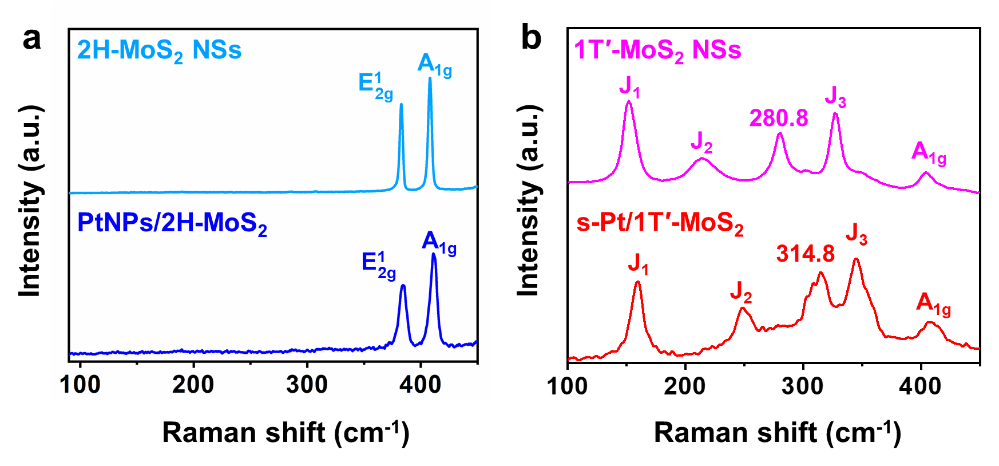 a
2H-MoS₂ NSs
E¹₂g
A₁g
PtNPs/2H-MoS₂
E¹₂g
A₁g
Intensity (a.u.)
100 200 300 400
Raman shift (cm⁻¹)
b
1T′-MoS₂ NSs
J₁
J₂
280.8
J₃
A₁g
s-Pt/1T′-MoS₂
J₁
J₂
314.8
J₃
A₁g
Intensity (a.u.)
100 200 300 400
Raman shift (cm⁻¹)